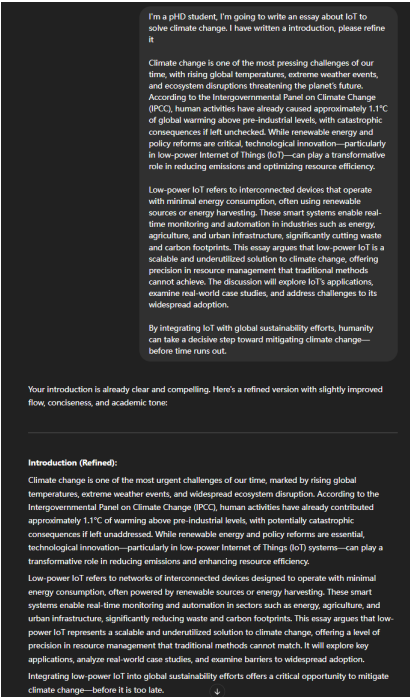 I'm a pHD student, I'm going to write an essay about IoT to
solve climate change. I have written a introduction, please refine
it
Climate change is one of the most pressing challenges of our
time, with rising global temperatures, extreme weather events,
and ecosystem disruptions threatening the planet's future.
According to the Intergovernmental Panel on Climate Change
(IPCC), human activities have already caused approximately 1.1°C
of global warming above pre-industrial levels, with catastrophic
consequences if left unchecked. While renewable energy and
policy reforms are critical, technological innovation—particularly
in low-power Internet of Things (IoT)—can play a transformative
role in reducing emissions and optimizing resource efficiency.
Low-power IoT refers to interconnected devices that operate
with minimal energy consumption, often using renewable
sources or energy harvesting. These smart systems enable real-
time monitoring and automation in industries such as energy,
agriculture, and urban infrastructure, significantly cutting waste
and carbon footprints. This essay argues that low-power IoT is a
scalable and underutilized solution to climate change, offering
precision in resource management that traditional methods
cannot achieve. The discussion will explore IoT's applications,
examine real-world case studies, and address challenges to its
widespread adoption.
By integrating IoT with global sustainability efforts, humanity
can take a decisive step toward mitigating climate change—
before time runs out.
Your introduction is already clear and compelling. Here's a refined version with slightly improved
flow, conciseness, and academic tone:
Introduction (Refined):
Climate change is one of the most urgent challenges of our time, marked by rising global
temperatures, extreme weather events, and widespread ecosystem disruption. According to the
Intergovernmental Panel on Climate Change (IPCC), human activities have already contributed
approximately 1.1°C of warming above pre-industrial levels, with potentially catastrophic
consequences if left unaddressed. While renewable energy and policy reforms are essential,
technological innovation—particularly in low-power Internet of Things (IoT) systems—can play a
transformative role in reducing emissions and enhancing resource efficiency.
Low-power IoT refers to networks of interconnected devices designed to operate with minimal
energy consumption, often powered by renewable sources or energy harvesting. These smart
systems enable real-time monitoring and automation in sectors such as energy, agriculture, and
urban infrastructure, significantly reducing waste and carbon footprints. This essay argues that low-
power IoT represents a scalable and underutilized solution to climate change, offering a level of
precision in resource management that traditional methods cannot match. It will explore key
applications, analyze real-world case studies, and examine barriers to widespread adoption.
Integrating low-power IoT into global sustainability efforts offers a critical opportunity to mitigate
climate change—before it is too late.